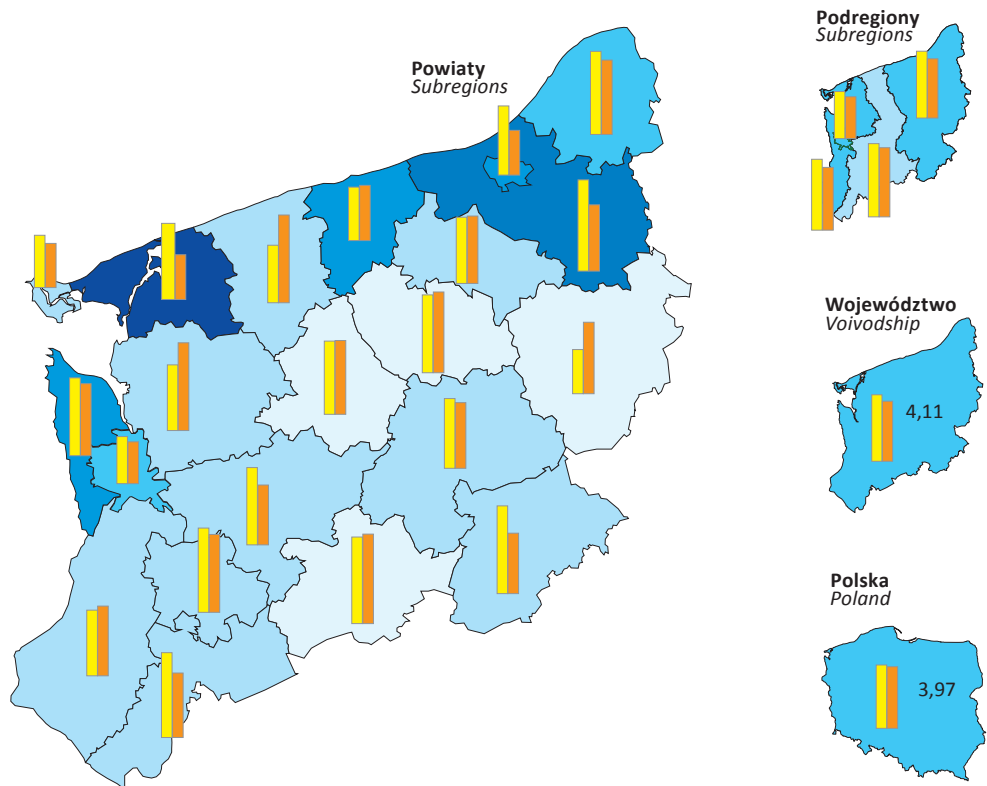 Powiaty
Subregions
Podregiony
Subregions
Województwo
Voivodship
4,11
Polska
Poland
3,97